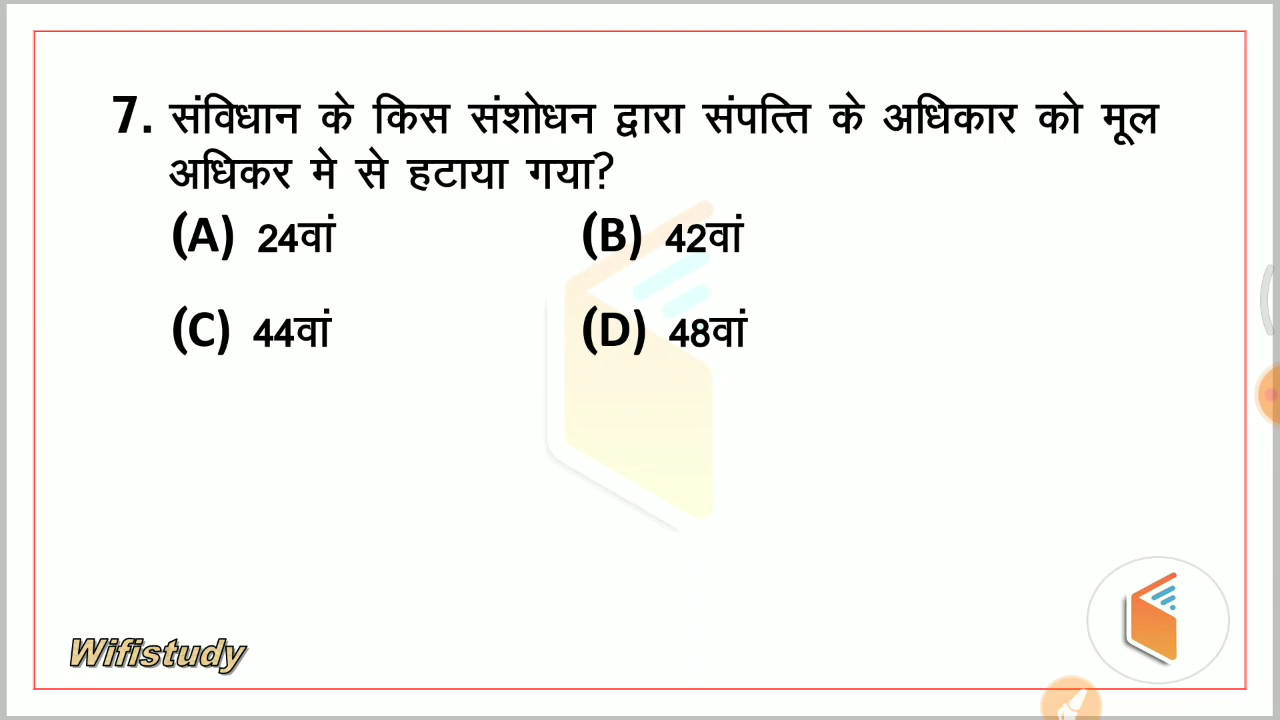 7. संविधान के किस संशोधन द्वारा संपत्ति के अधिकार को मूल
अधिकर मे से हटाया गया?
(A) 24वां (B) 42वां
(C) 44वां (D) 48वां
Wifistudy